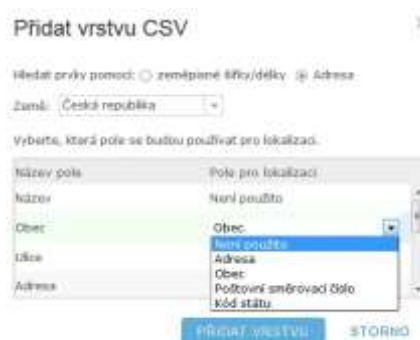 Přidat vrstvu CSV
Hledat prvky pomocí: zeměpisné šířky/délky Adresa
Země: Česká republika
Vyberte, která pole se budou používat pro lokalizaci.
Název pole Pole pro lokalizaci
Název Není použito
Obec Obec
Není použito
Ulice Adresa
Obec
Adresa Poštovní směrovací číslo
Kód státu
PŘIDAT VRSTVU STORNO